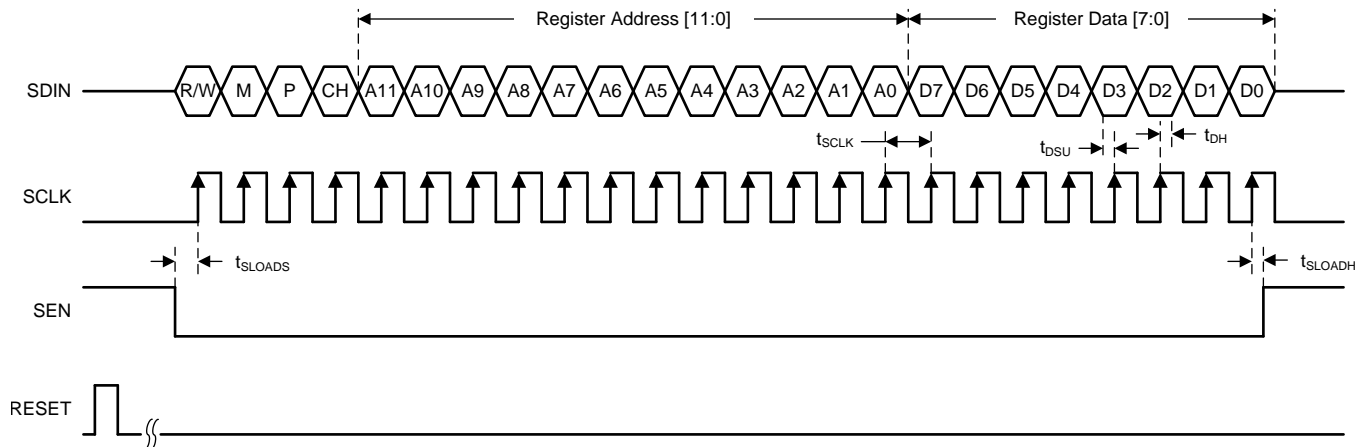 Register Address [11:0] Register Data [7:0]
SDIN R/W M P CH A11 A10 A9 A8 A7 A6 A5 A4 A3 A2 A1 A0 D7 D6 D5 D4 D3 D2 D1 D0
tSCLK tDSU tDH
SCLK
tSLOADS tSLOADH
SEN
RESET